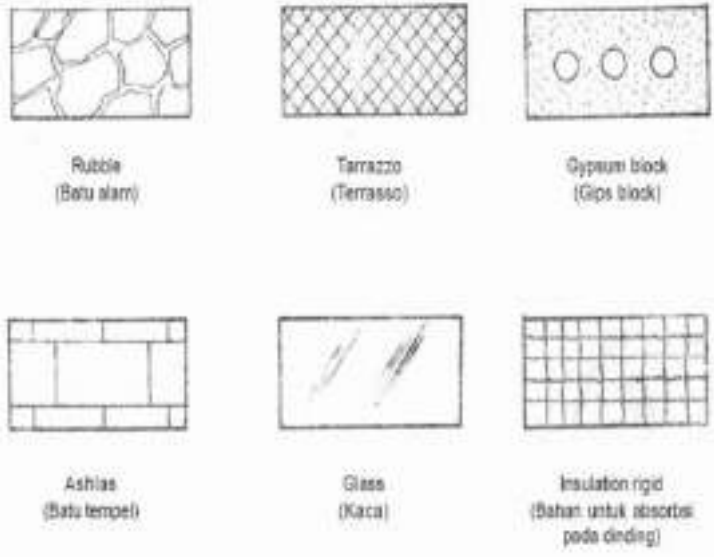 Rubble
(Batu alam)
Tarrazzo
(Terrasso)
Gypsum block
(Gips block)
Ashlas
(Batu tempel)
Glass
(Kaca)
Insulation rigid
(Bahan untuk absorbsi
pada dinding)